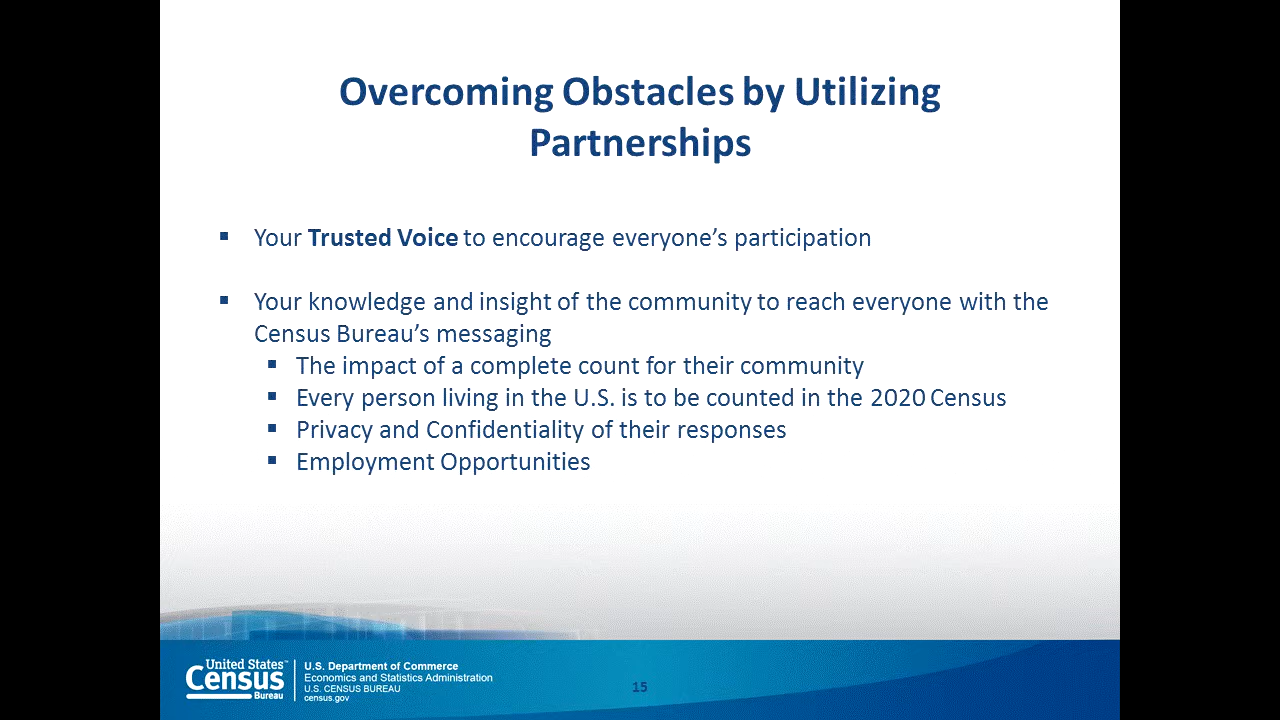 Overcoming Obstacles by Utilizing
Partnerships
▪ Your Trusted Voice to encourage everyone’s participation
▪ Your knowledge and insight of the community to reach everyone with the
Census Bureau’s messaging
▪ The impact of a complete count for their community
▪ Every person living in the U.S. is to be counted in the 2020 Census
▪ Privacy and Confidentiality of their responses
▪ Employment Opportunities
United States™
Census
Bureau
U.S. Department of Commerce
Economics and Statistics Administration
U.S. CENSUS BUREAU
census.gov
15